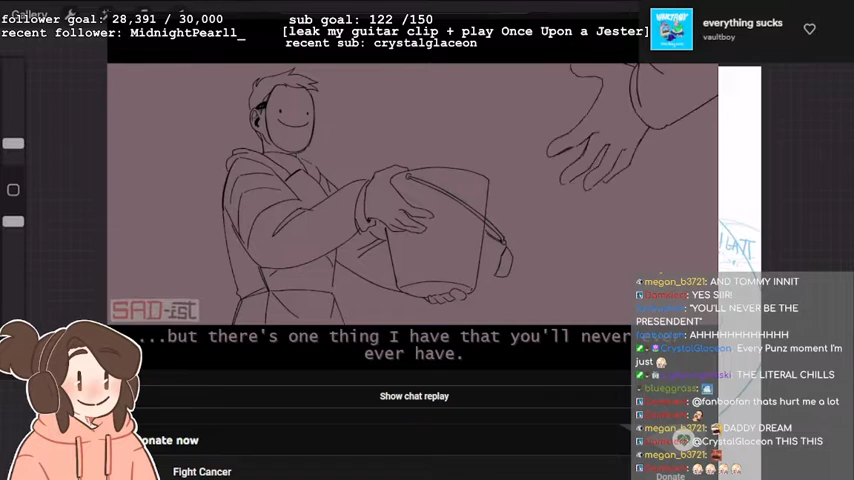 Gallery
follower goal: 28,391 / 30,000
sub goal: 122 /150
recent follower: MidnightPearll_
[leak my guitar clip + play Once Upon a Jester]
recent sub: crystalglaceon
everything sucks
vaultboy
SAD-ist
...but there's one thing I have that you'll never
ever have.
Show chat replay
onate now
Fight Cancer
Donate
megan_b3721: AND TOMMY INNIT
YES SIIR!
"YOU'LL NEVER BE THE
PRESENDENT"
AHHHHHHHHHHH
CrystalGlaceon: Every Punz moment I'm
just
THE LITERAL CHILLS
blueggrass:
@fanboofan thats hurt me a lot
megan_b3721: DADDY DREAM
@CrystalGlaceon THIS THIS
megan_b3721: